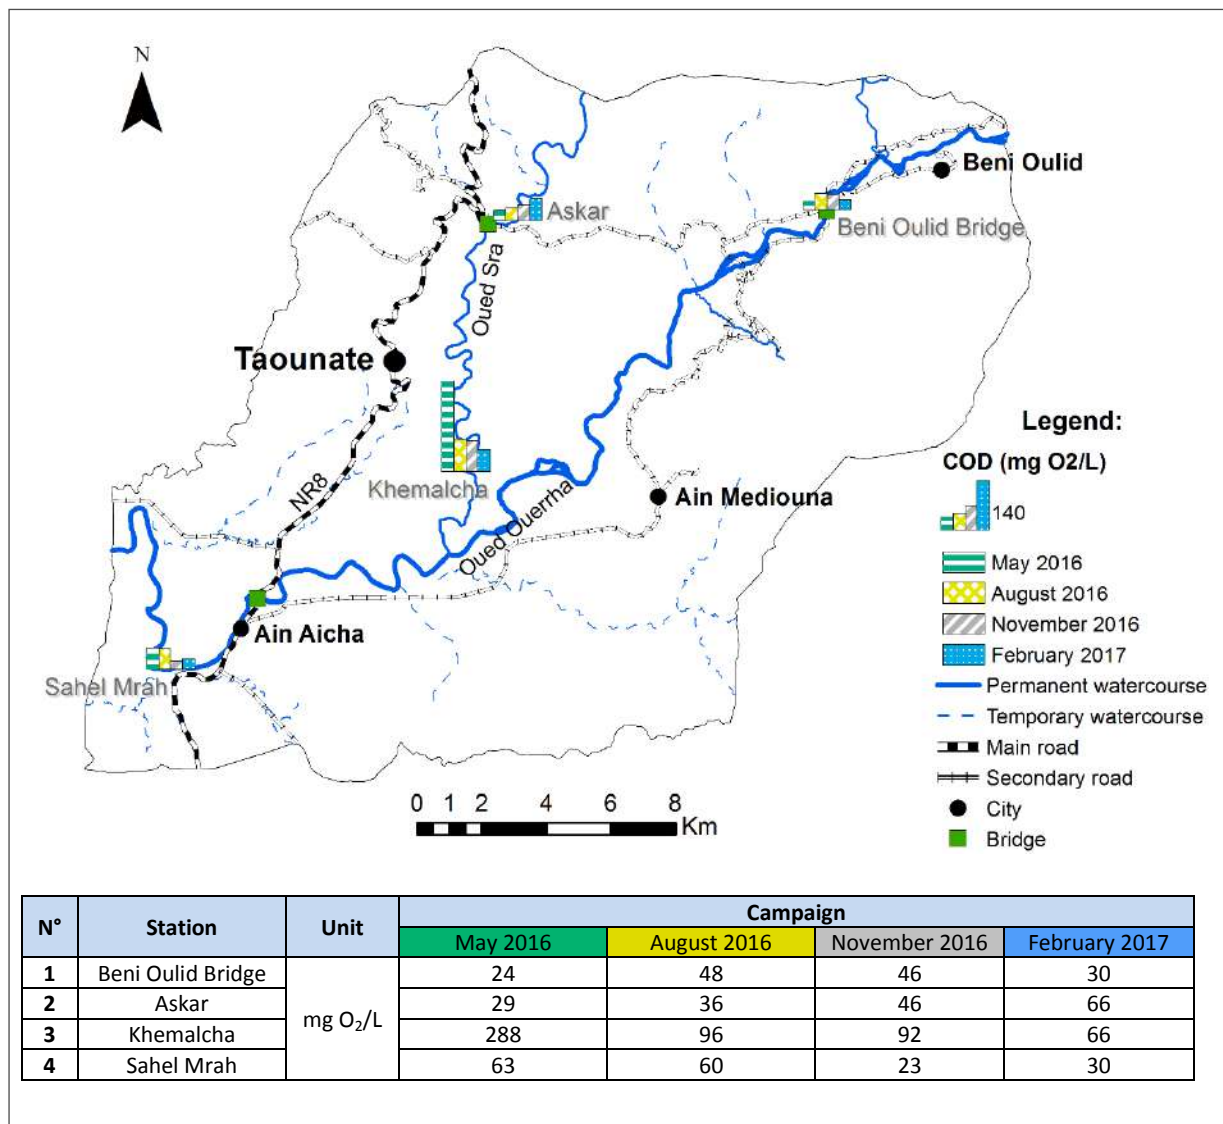 N
Beni Oulid
Askar
Beni Oulid Bridge
Oued Sra
Taounate
Legend:
COD (mg O2/L)
140
Khemalcha
NR8
Ain Mediouna
Oued Ouerrha
May 2016
August 2016
November 2016
February 2017
Ain Aicha
Sahel Mrah
Permanent watercourse
Temporary watercourse
Main road
Secondary road
City
Bridge
0 1 2 4 6 8
Km
N° Station Unit Campaign
May 2016 August 2016 November 2016 February 2017
1 Beni Oulid Bridge mg O₂/L 24 48 46 30
2 Askar 29 36 46 66
3 Khemalcha 288 96 92 66
4 Sahel Mrah 63 60 23 30